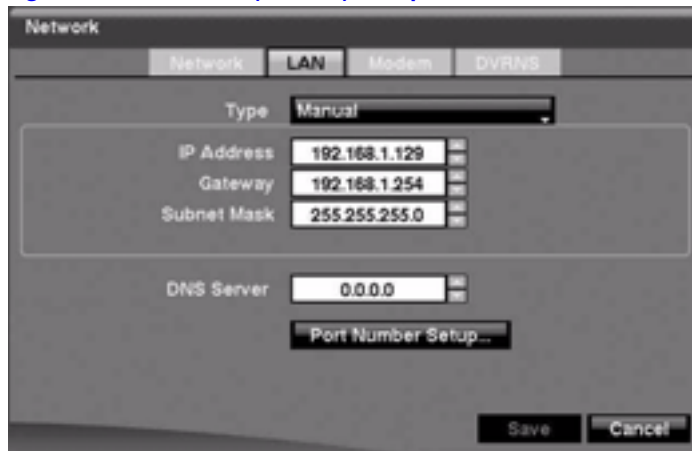 Network
Network LAN Modem DVRNS
Type Manual
IP Address 192.168.1.129
Gateway 192.168.1.254
Subnet Mask 255.255.255.0
DNS Server 0.0.0.0
Port Number Setup...
Save Cancel